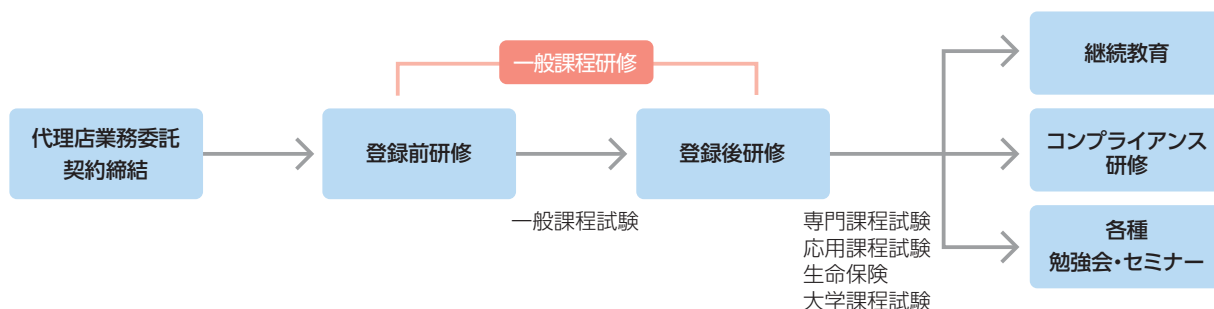 一般課程研修
代理店業務委託
契約締結
登録前研修
登録後研修
継続教育
コンプライアンス
研修
各種
勉強会・セミナー
一般課程試験
専門課程試験
応用課程試験
生命保険
大学課程試験